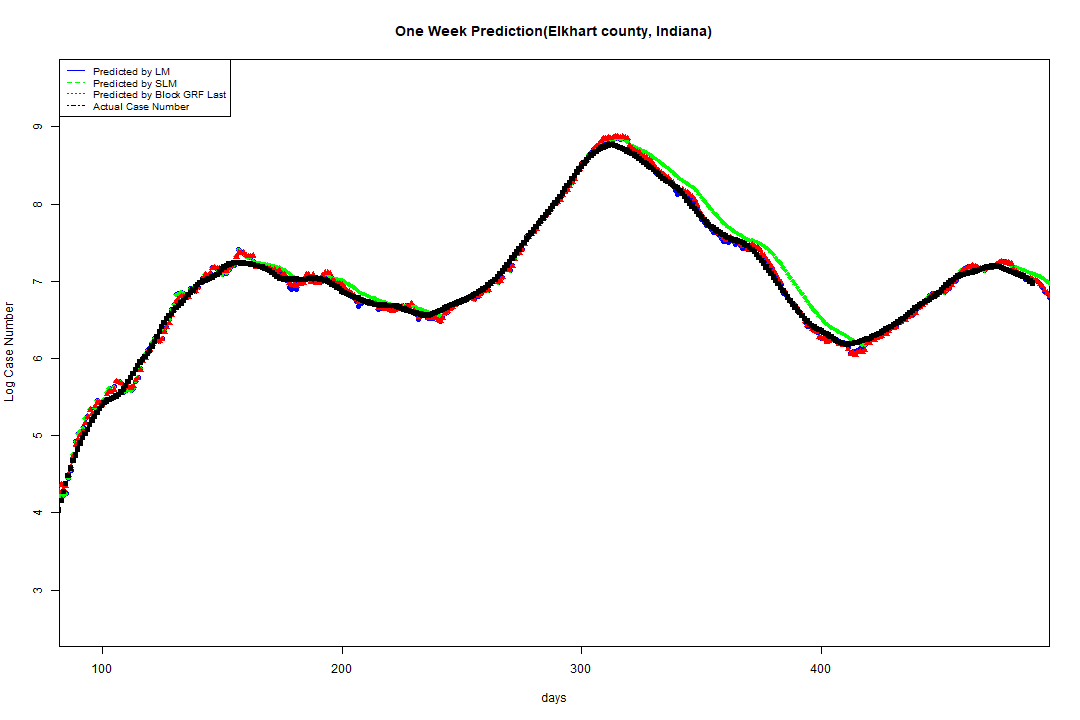 One Week Prediction(Elkhart county, Indiana)
Predicted by LM
Predicted by SLM
Predicted by Block GRF Last
Actual Case Number
9
8
7
6
5
4
3
Log Case Number
100
200
300
400
days